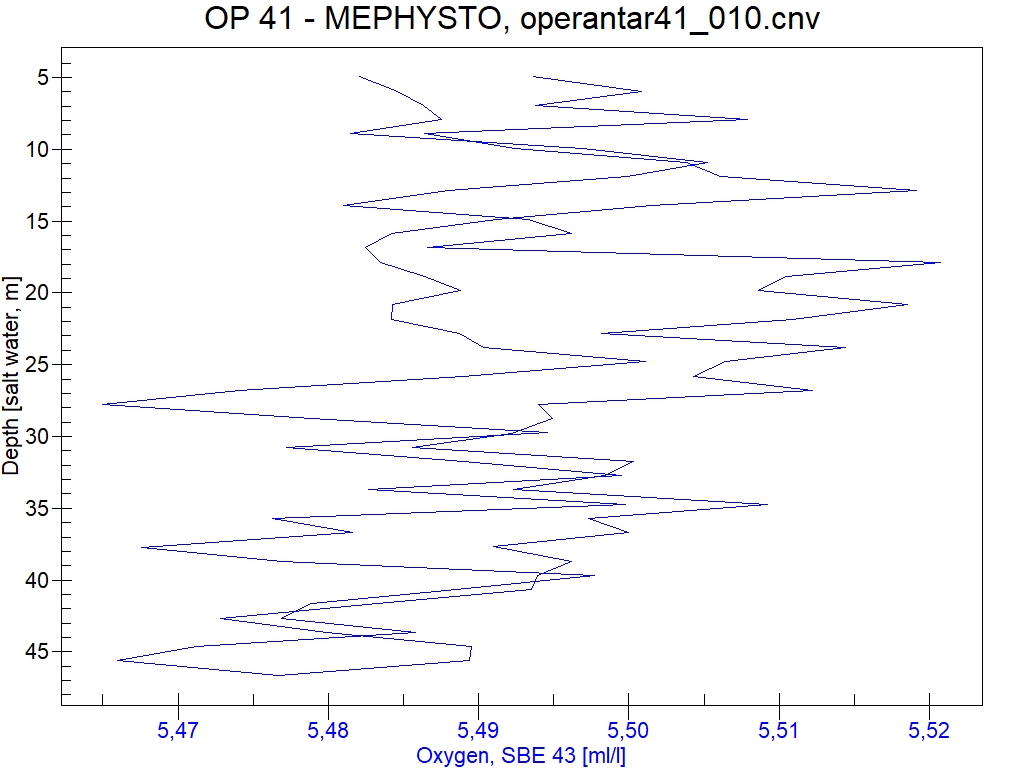 OP 41 - MEPHYSTO, operantar41_010.cnv
Depth [salt water, m]
5
10
15
20
25
30
35
40
45
5,47 5,48 5,49 5,50 5,51 5,52
Oxygen, SBE 43 [ml/l]